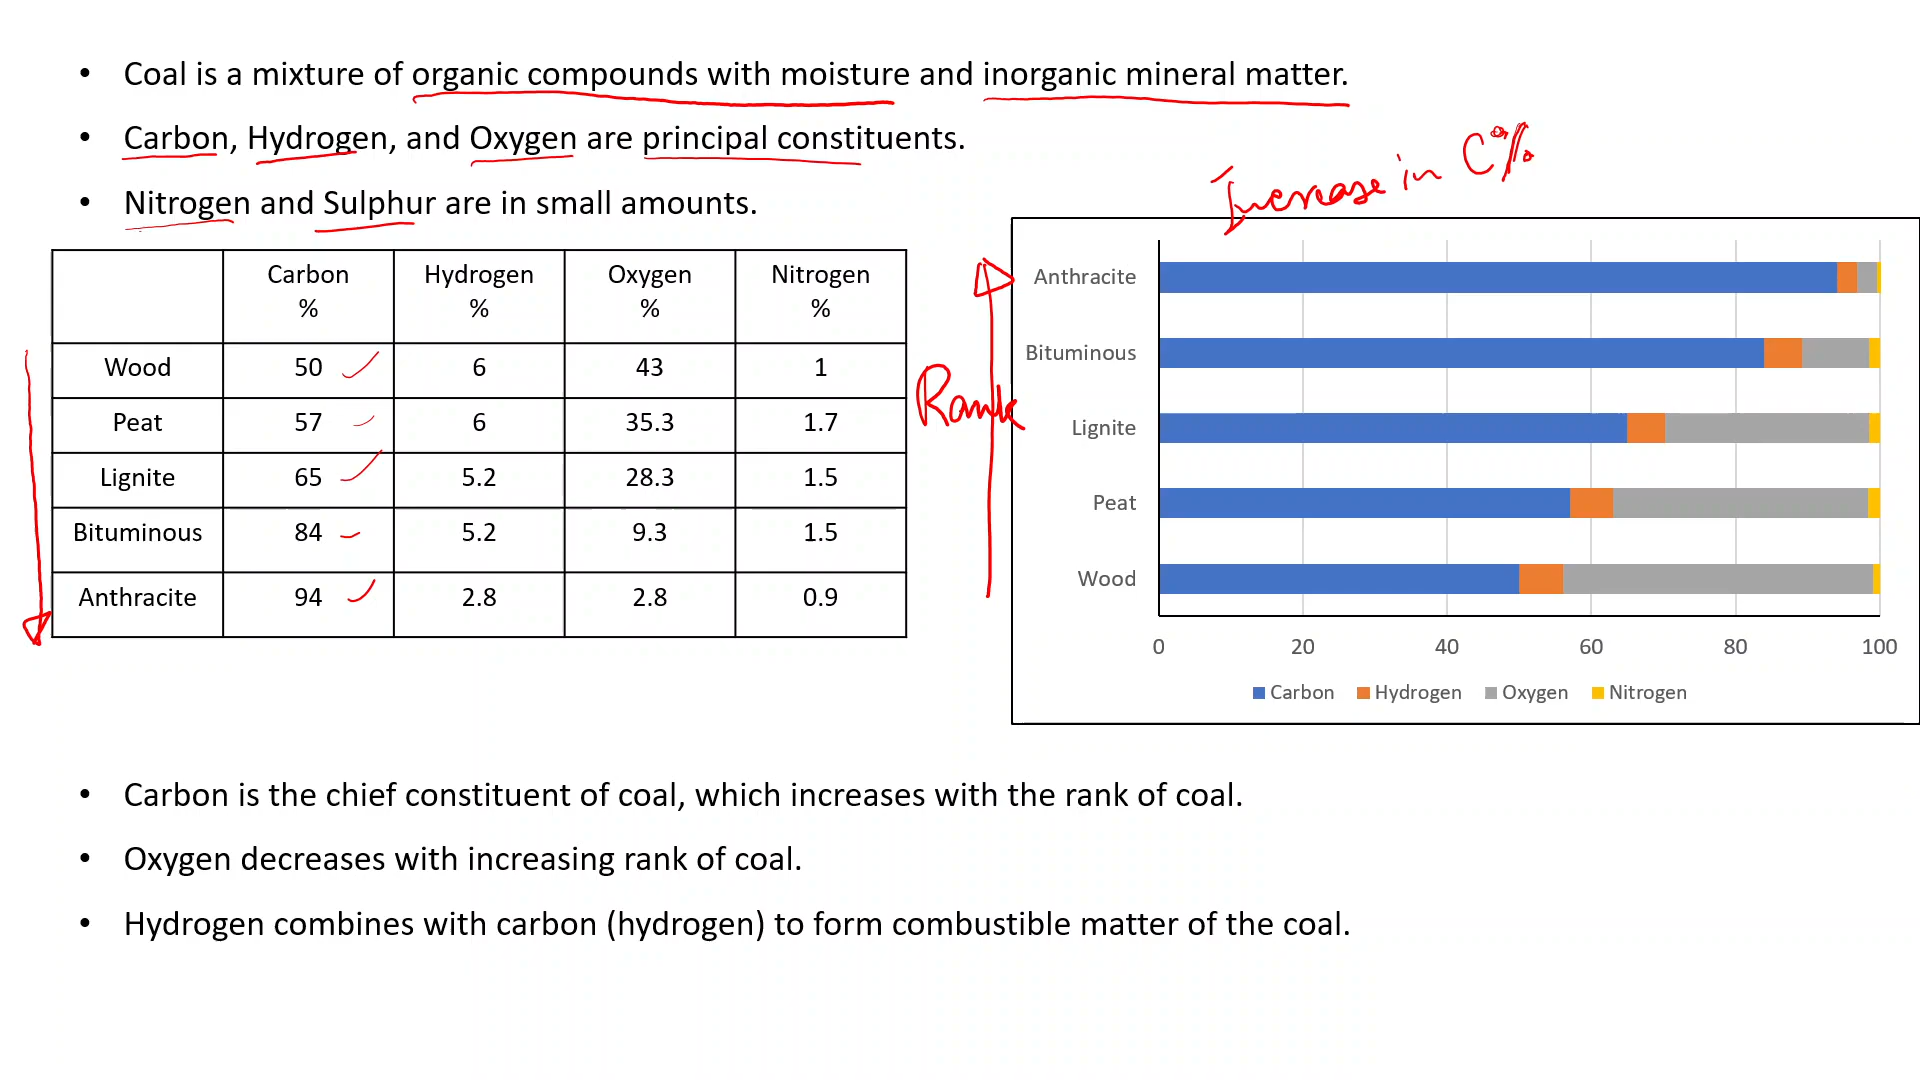 • Coal is a mixture of organic compounds with moisture and inorganic mineral matter.
• Carbon, Hydrogen, and Oxygen are principal constituents.
• Nitrogen and Sulphur are in small amounts.
Increase in C%
Carbon % Hydrogen % Oxygen % Nitrogen %
Wood 50 6 43 1
Peat 57 6 35.3 1.7
Lignite 65 5.2 28.3 1.5
Bituminous 84 5.2 9.3 1.5
Anthracite 94 2.8 2.8 0.9
Rank
Anthracite
Bituminous
Lignite
Peat
Wood
0 20 40 60 80 100
Carbon Hydrogen Oxygen Nitrogen
• Carbon is the chief constituent of coal, which increases with the rank of coal.
• Oxygen decreases with increasing rank of coal.
• Hydrogen combines with carbon (hydrogen) to form combustible matter of the coal.